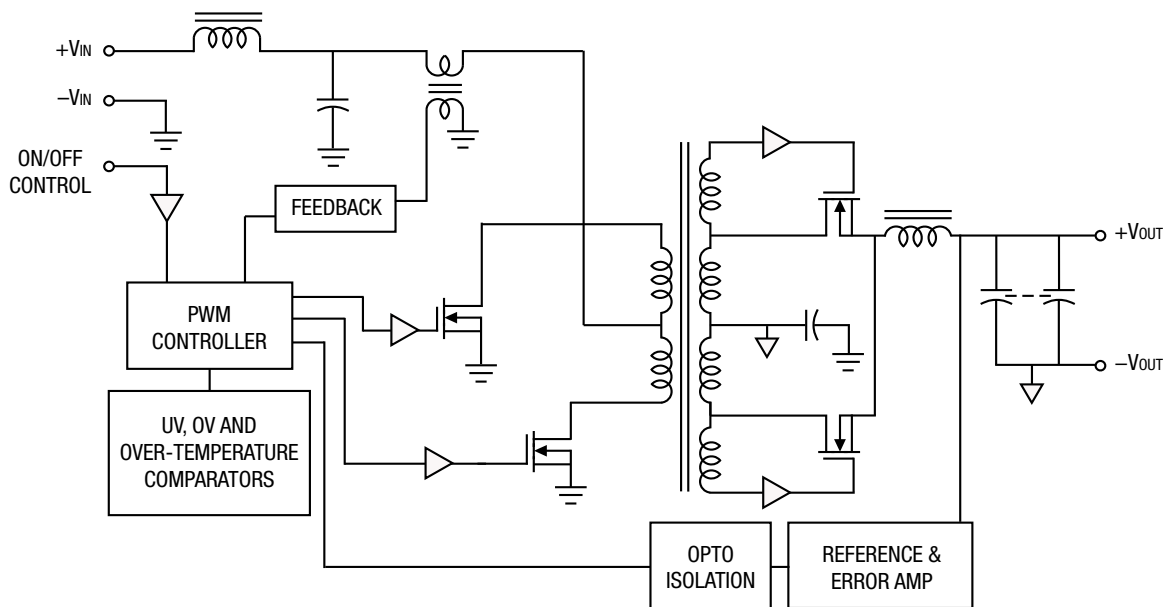 +VIN
−VIN
ON/OFF
CONTROL
FEEDBACK
PWM
CONTROLLER
UV, OV AND
OVER-TEMPERATURE
COMPARATORS
+VOUT
−VOUT
OPTO
ISOLATION
REFERENCE &
ERROR AMP